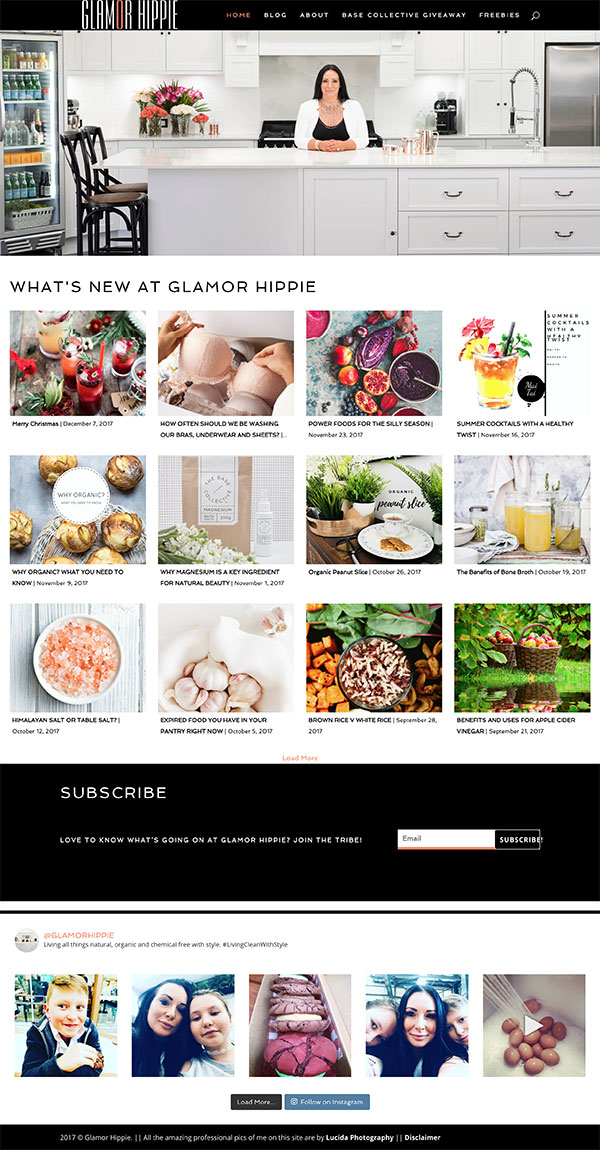 GLAMOR HIPPIE
HOME BLOG ABOUT BASE COLLECTIVE GIVEAWAY FREEBIES
WHAT'S NEW AT GLAMOR HIPPIE
SUMMER
COCKTAILS
WITH A
HEALTHY
TWIST
Mai
Tai
Merry Christmas | December 7, 2017
HOW OFTEN SHOULD WE BE WASHING
OUR BRAS, UNDERWEAR AND SHEETS? | ..
POWER FOODS FOR THE SILLY SEASON |
November 23, 2017
SUMMER COCKTAILS WITH A HEALTHY
TWIST | November 16, 2017
WHY ORGANIC?
WHAT YOU NEED TO KNOW
THE BASE
COLLECTIVE
MAGNESIUM
ORGANIC
peanut slice
WHY ORGANIC? WHAT YOU NEED TO
KNOW | November 9, 2017
WHY MAGNESIUM IS A KEY INGREDIENT
FOR NATURAL BEAUTY | November 1, 2017
Organic Peanut Slice | October 26, 2017
The Benefits of Bone Broth | October 19, 2017
HIMALAYAN SALT OR TABLE SALT? |
October 12, 2017
EXPIRED FOOD YOU HAVE IN YOUR
PANTRY RIGHT NOW | October 5, 2017
BROWN RICE V WHITE RICE | September 28,
2017
BENEFITS AND USES FOR APPLE CIDER
VINEGAR | September 21, 2017
Load More
SUBSCRIBE
LOVE TO KNOW WHAT'S GOING ON AT GLAMOR HIPPIE? JOIN THE TRIBE!
Email
SUBSCRIBE!
@GLAMORHIPPIE
Living all things natural, organic and chemical free with style. #LivingCleanWithStyle
Load More...
Follow on Instagram
2017 © Glamor Hippie. || All the amazing professional pics of me on this site are by Lucida Photography || Disclaimer